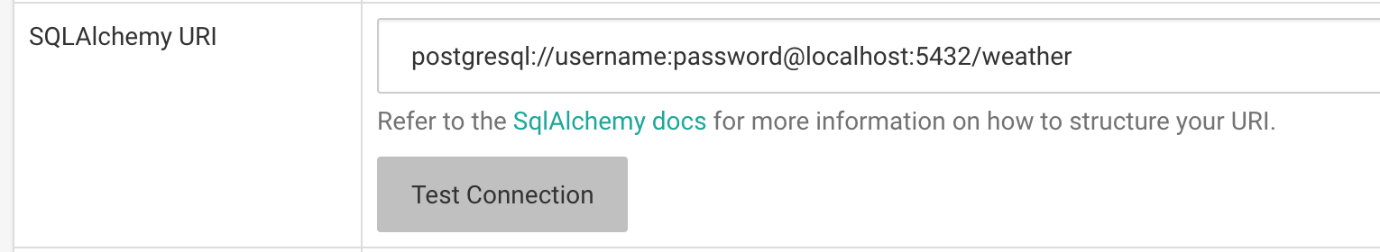 SQLAlchemy URI
postgresql://username:password@localhost:5432/weather
Refer to the SqlAlchemy docs for more information on how to structure your URI.
Test Connection